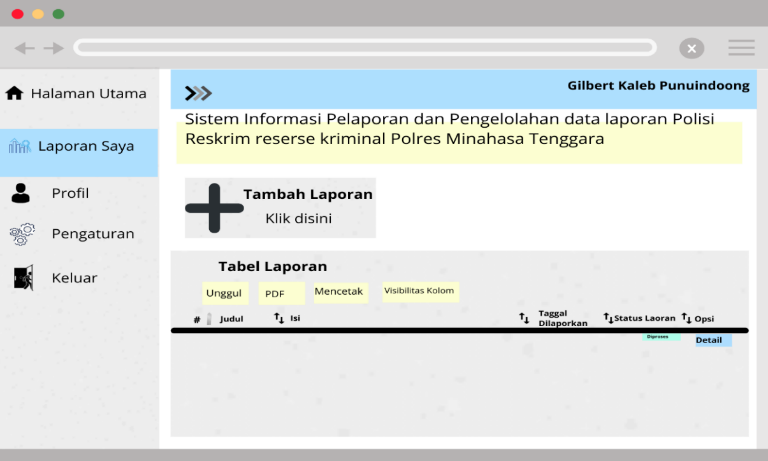 Halaman Utama
Laporan Saya
Profil
Pengaturan
Keluar
Gilbert Kaleb Punuindoong
Sistem Informasi Pelaporan dan Pengelolahan data laporan Polisi
Reskrim reserse kriminal Polres Minahasa Tenggara
Tambah Laporan
Klik disini
Tabel Laporan
Unggul PDF Mencetak Visibilitas Kolom
# Judul Isi Taggal Dilaporkan Status Laoran Opsi
Diproses Detail